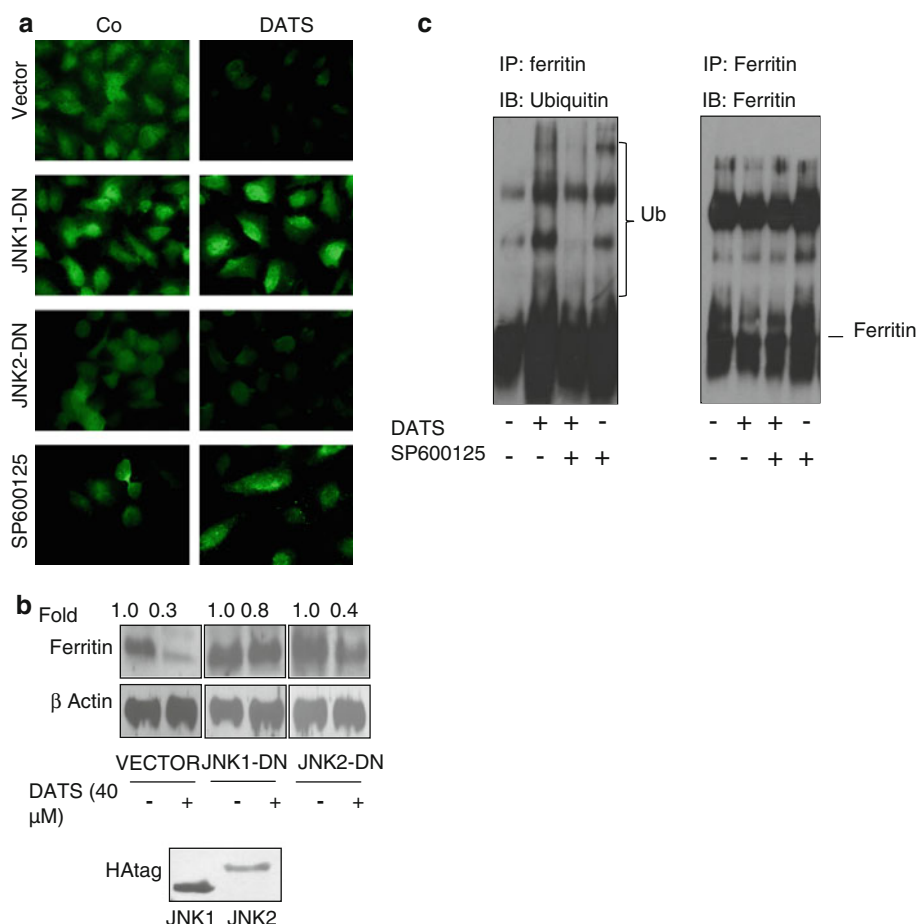 a
Co DATS
Vector
JNK1-DN
JNK2-DN
SP600125
b Fold 1.0 0.3 1.0 0.8 1.0 0.4
Ferritin
β Actin
VECTOR JNK1-DN JNK2-DN
DATS (40 - + - + - +
μM)
HAtag
JNK1 JNK2
c
IP: ferritin IP: Ferritin
IB: Ubiquitin IB: Ferritin
Ub
Ferritin
DATS - + + - - + + -
SP600125 - - + + - - + +